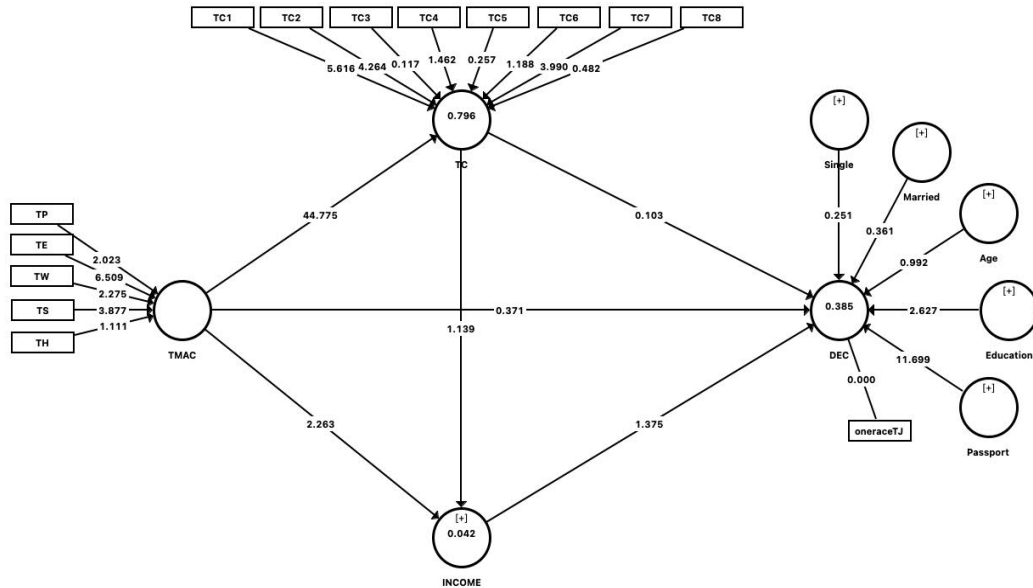 TC1 TC2 TC3 TC4 TC5 TC6 TC7 TC8
5.616 4.264 0.117 1.462 0.257 1.188 3.990 0.482
0.796
TC
[+]
Single
[+]
Married
[+]
Age
[+]
Education
[+]
Passport
0.251
0.361
0.992
2.627
11.699
TP
TE
TW
TS
TH
2.023
6.509
2.275
3.877
1.111
TMAC
44.775
0.103
0.371
1.139
2.263
1.375
0.385
DEC
0.000
oneraceTJ
[+]
0.042
INCOME